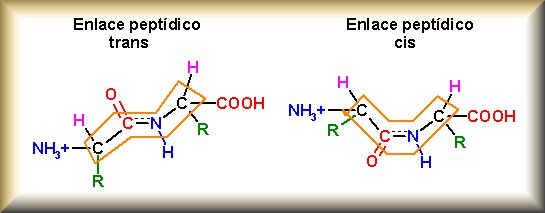 Enlace peptídico
trans
Enlace peptídico
cis
H
O
H
C
C
N
C
COOH
NH3+
R
H
R
H
H
NH3+
C
R
C
O
N
H
C
COOH
R